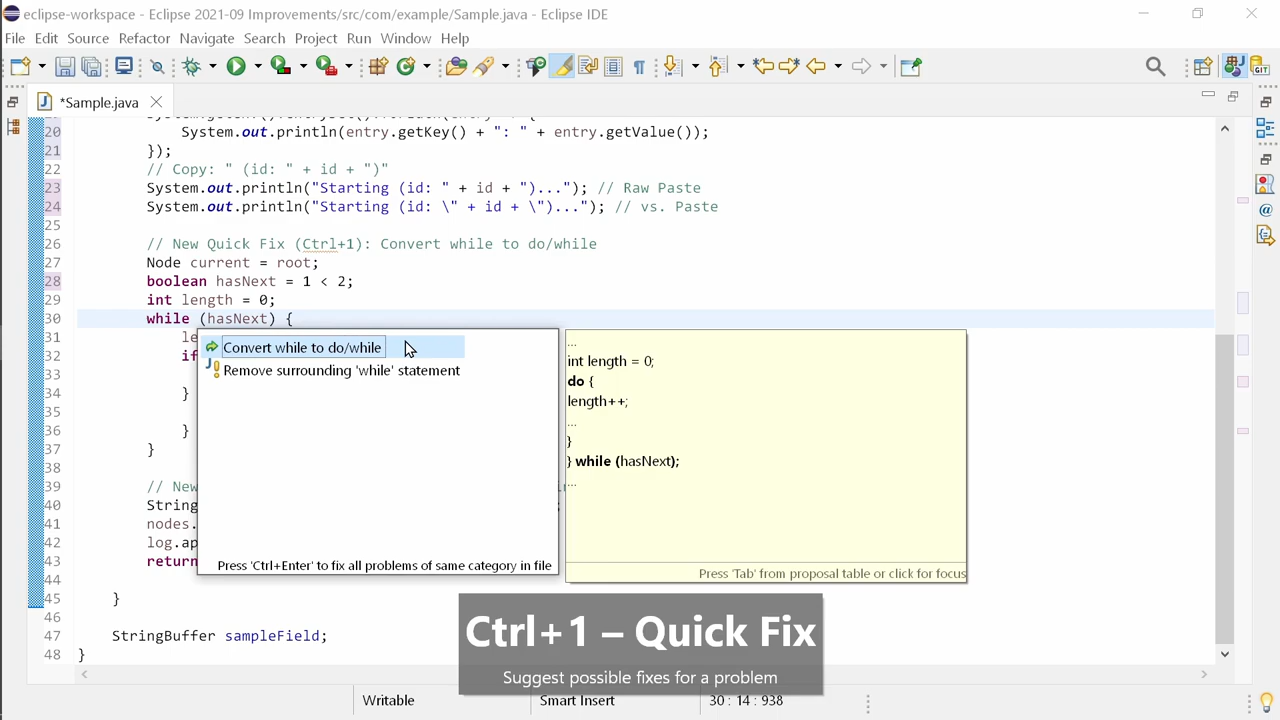 eclipse-workspace - Eclipse 2021-09 Improvements/src/com/example/Sample.java - Eclipse IDE
File Edit Source Refactor Navigate Search Project Run Window Help
*Sample.java
20 System.out.println(entry.getKey() + ": " + entry.getValue());
21 });
22 // Copy: " (id: " + id + ")"
23 System.out.println("Starting (id: " + id + ")..."); // Raw Paste
24 System.out.println("Starting (id: \" + id + \")..."); // vs. Paste
25
26 // New Quick Fix (Ctrl+1): Convert while to do/while
27 Node current = root;
28 boolean hasNext = 1 < 2;
29 int length = 0;
30 while (hasNext) {
31 le
32 if
33
34 }
35
36 }
37 }
38
39 // New
40 Strin
41 nodes.
42 log.ap
43 return
44
45 }
46
47 StringBuffer sampleField;
48 }
Convert while to do/while
Remove surrounding 'while' statement
Press 'Ctrl+Enter' to fix all problems of same category in file
...
int length = 0;
do {
length++;
...
}
} while (hasNext);
...
Press 'Tab' from proposal table or click for focus
Ctrl+1 – Quick Fix
Suggest possible fixes for a problem
Writable Smart Insert 30 : 14 : 938